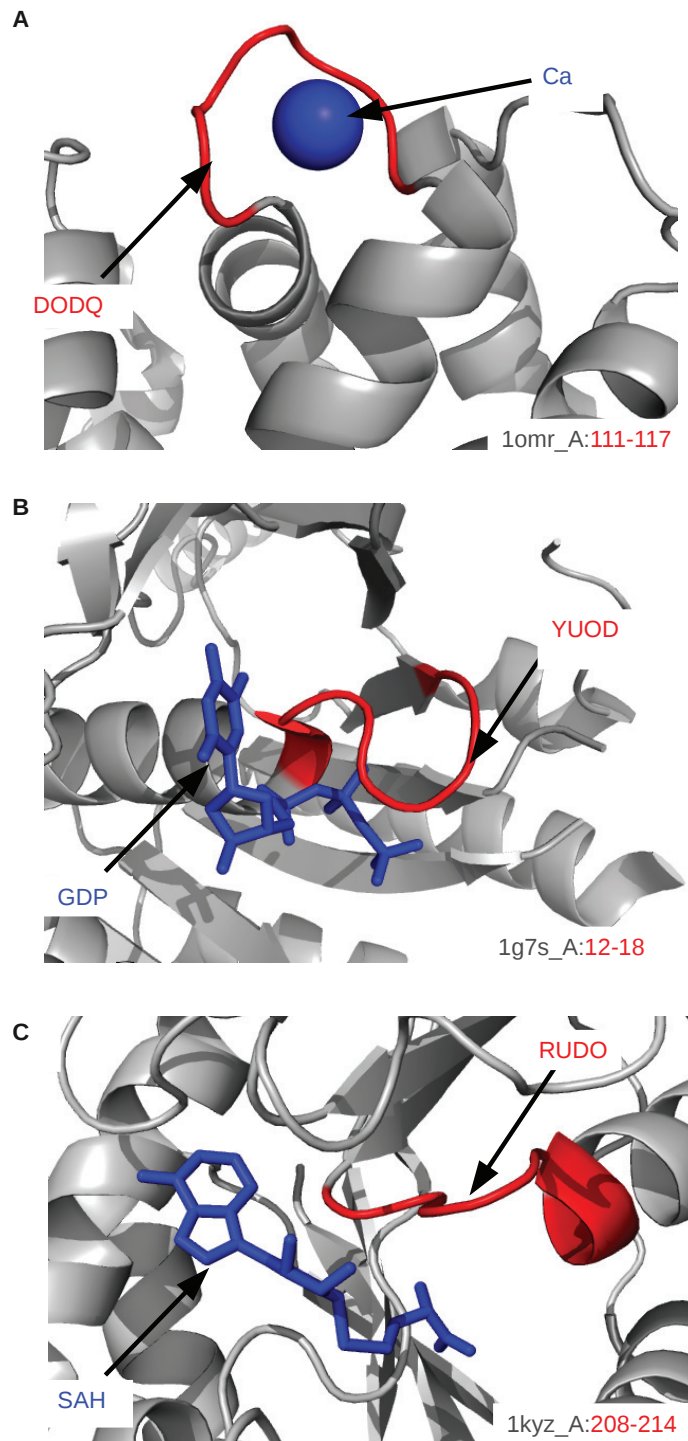 A
Ca
DODQ
1omr_A:111-117
B
YUOD
GDP
1g7s_A:12-18
C
RUDO
SAH
1kyz_A:208-214